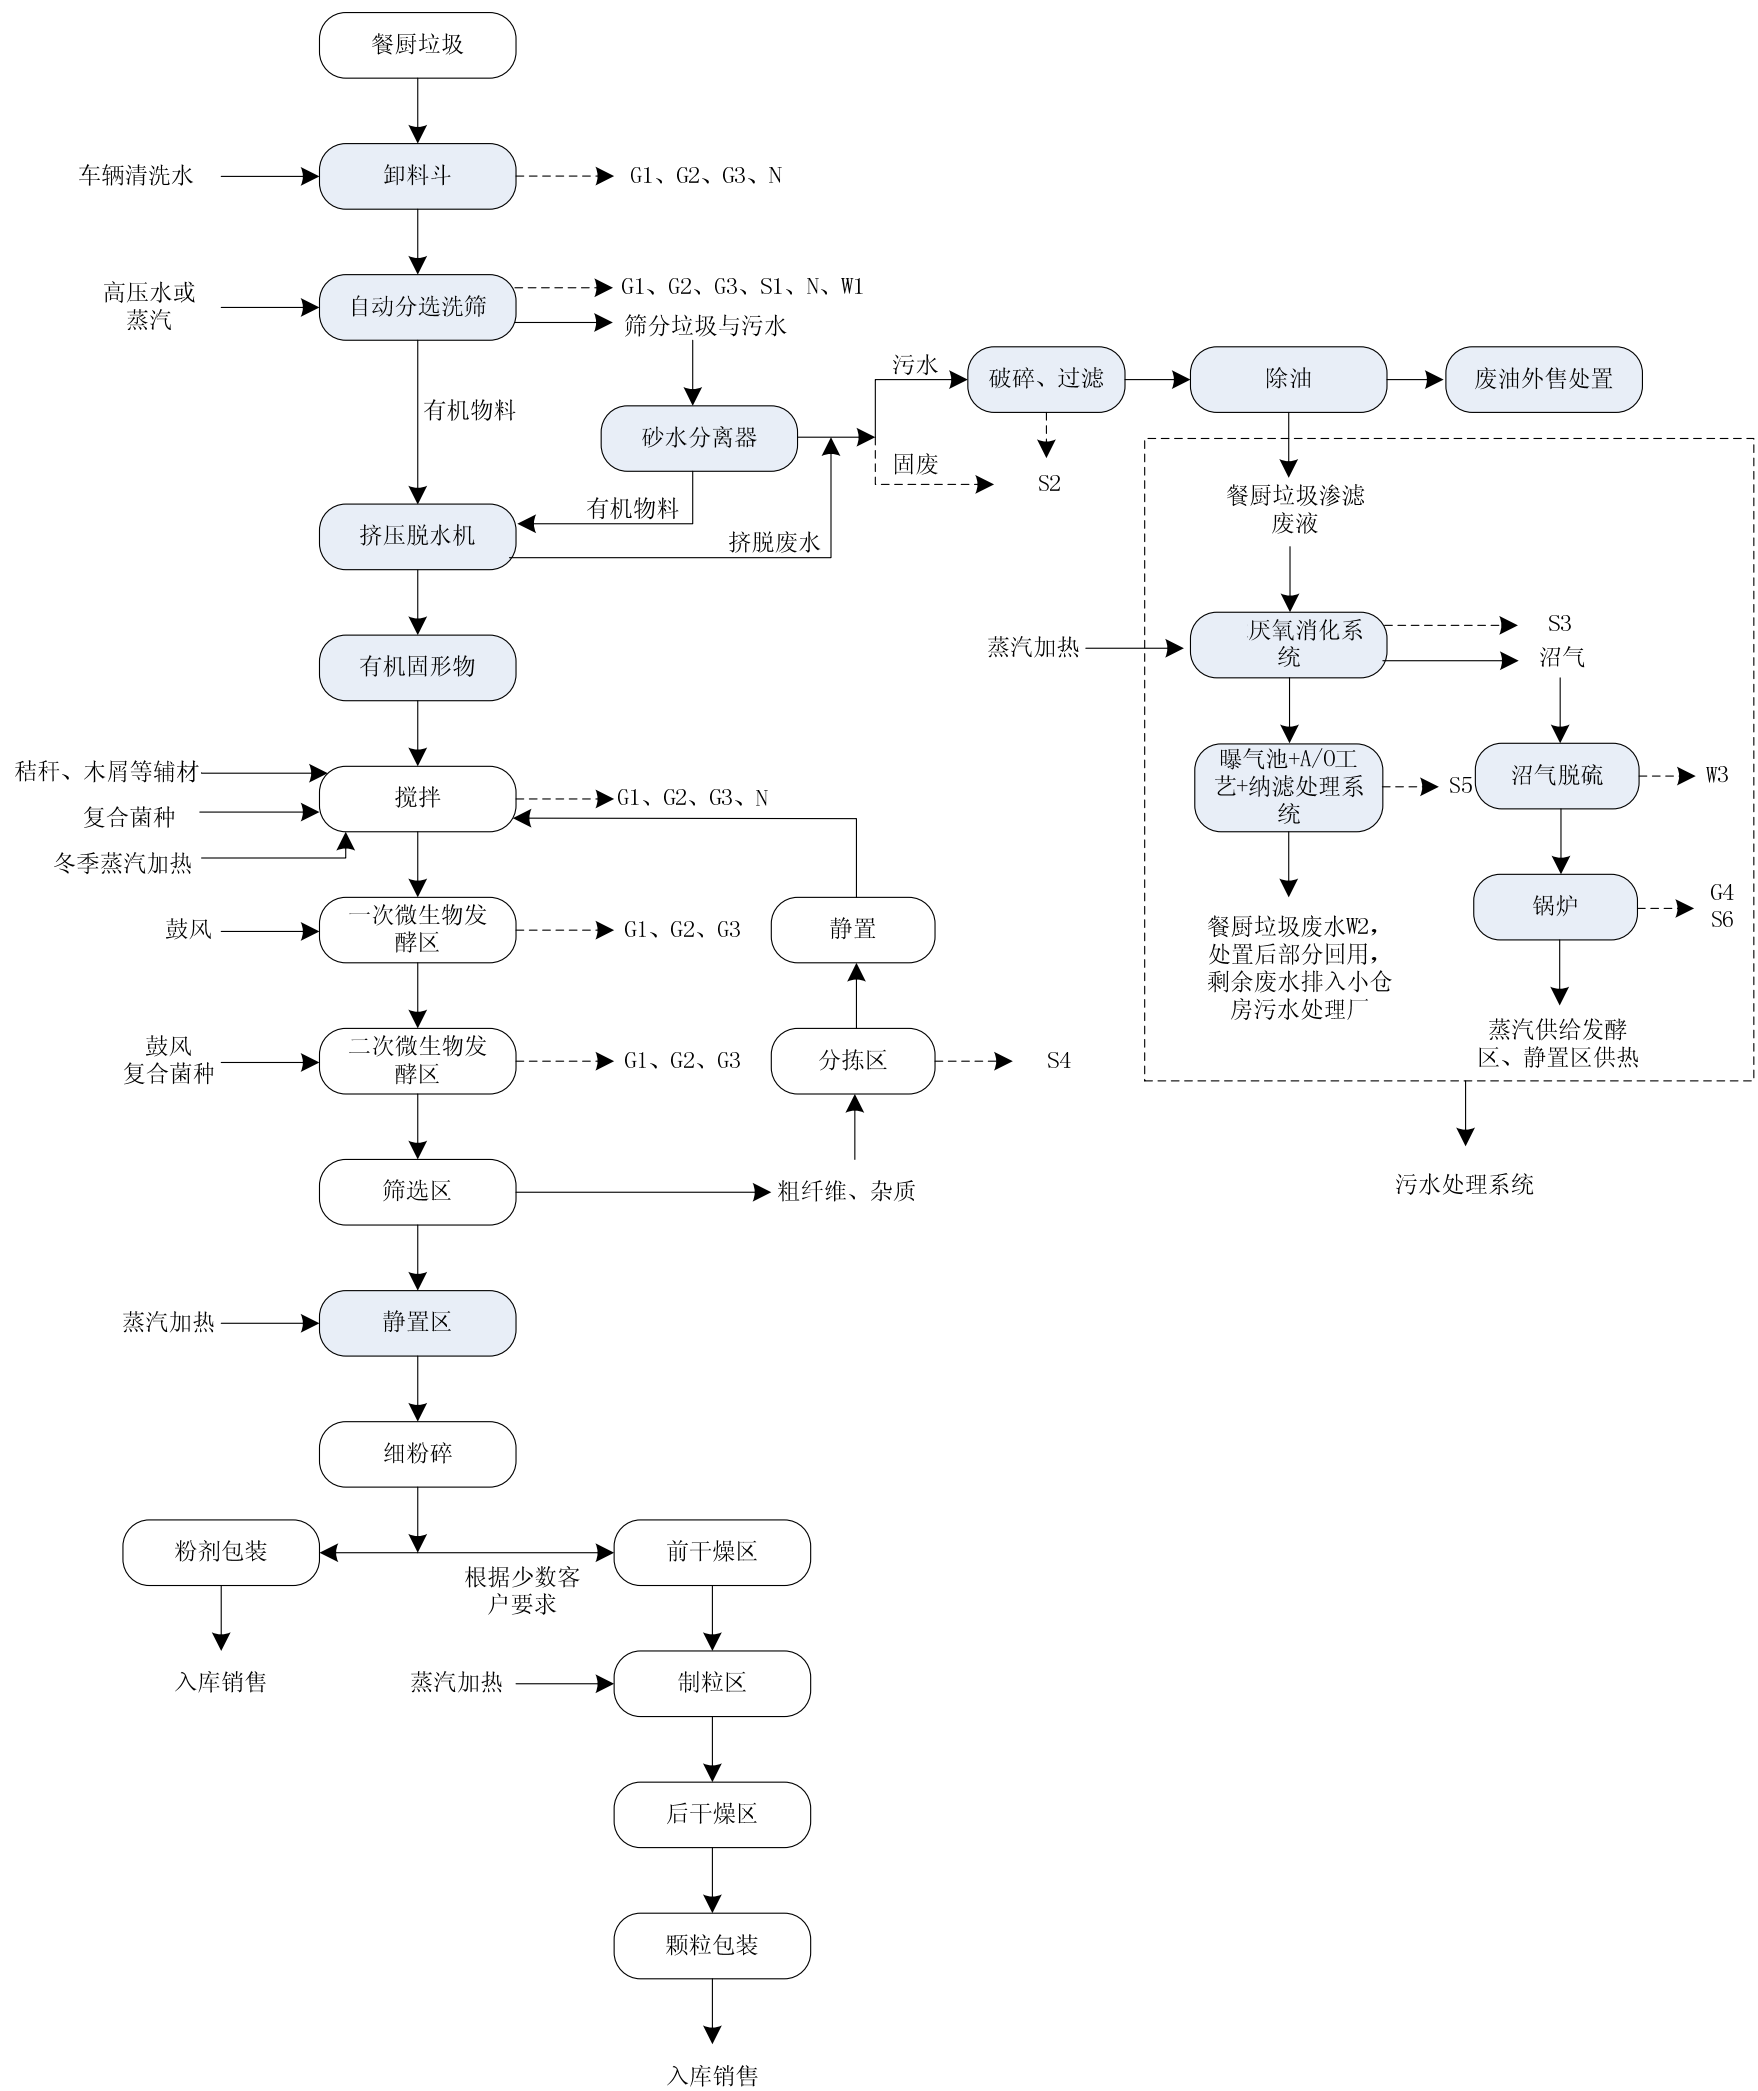 餐厨垃圾
车辆清洗水
卸料斗
G1、G2、G3、N
高压水或
蒸汽
自动分选洗筛
G1、G2、G3、S1、N、W1
筛分垃圾与污水
有机物料
砂水分离器
污水
固废
破碎、过滤
S2
除油
废油外售处置
有机物料
挤压脱水机
挤脱废水
餐厨垃圾渗滤
废液
有机固形物
蒸汽加热
厌氧消化系
统
S3
沼气
秸秆、木屑等辅材
复合菌种
冬季蒸汽加热
搅拌
G1、G2、G3、N
曝气池+A/O工
艺+纳滤处理系
统
S5
沼气脱硫
W3
鼓风
一次微生物发
酵区
G1、G2、G3
静置
餐厨垃圾废水W2，
处置后部分回用，
剩余废水排入小仓
房污水处理厂
锅炉
G4
S6
鼓风
复合菌种
二次微生物发
酵区
G1、G2、G3
分拣区
S4
蒸汽供给发酵
区、静置区供热
筛选区
粗纤维、杂质
污水处理系统
蒸汽加热
静置区
细粉碎
粉剂包装
根据少数客
户要求
前干燥区
入库销售
蒸汽加热
制粒区
后干燥区
颗粒包装
入库销售